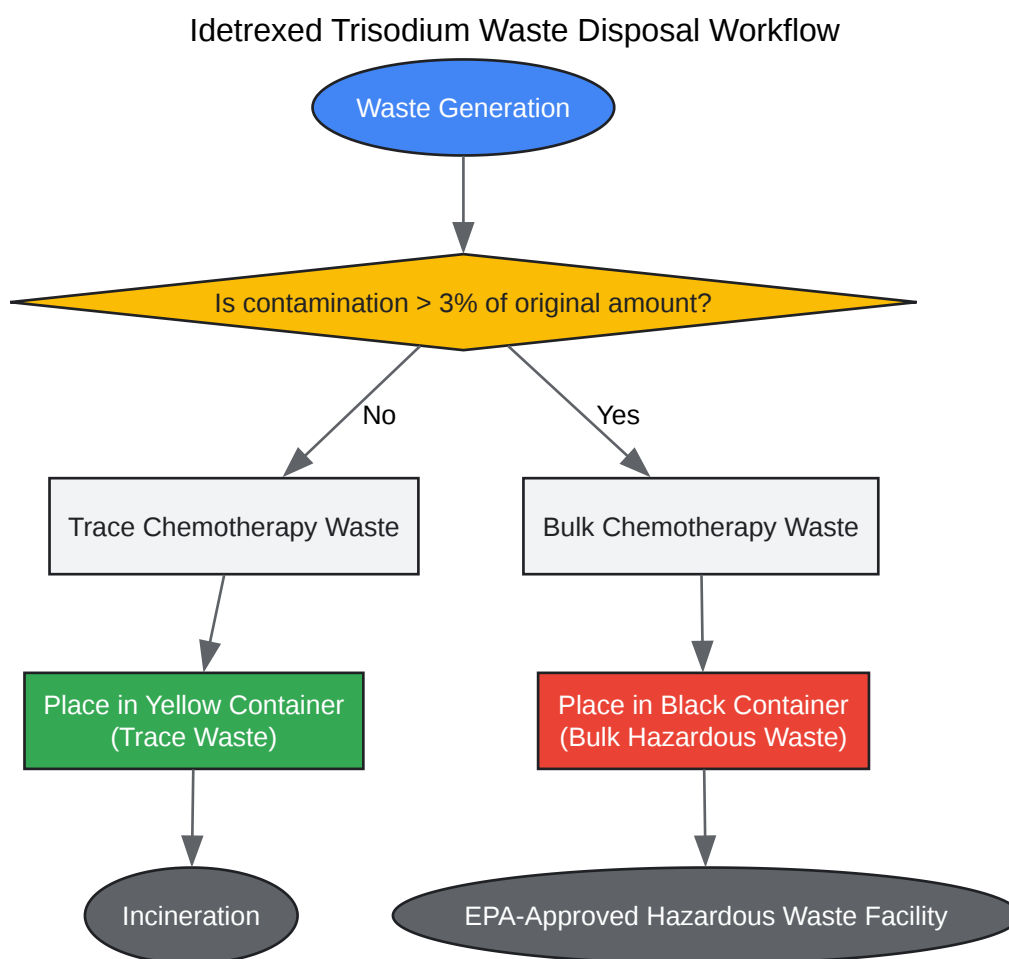 Idetrexed Trisodium Waste Disposal Workflow
Waste Generation
Is contamination > 3% of original amount?
No
Yes
Trace Chemotherapy Waste
Bulk Chemotherapy Waste
Place in Yellow Container
(Trace Waste)
Place in Black Container
(Bulk Hazardous Waste)
Incineration
EPA-Approved Hazardous Waste Facility